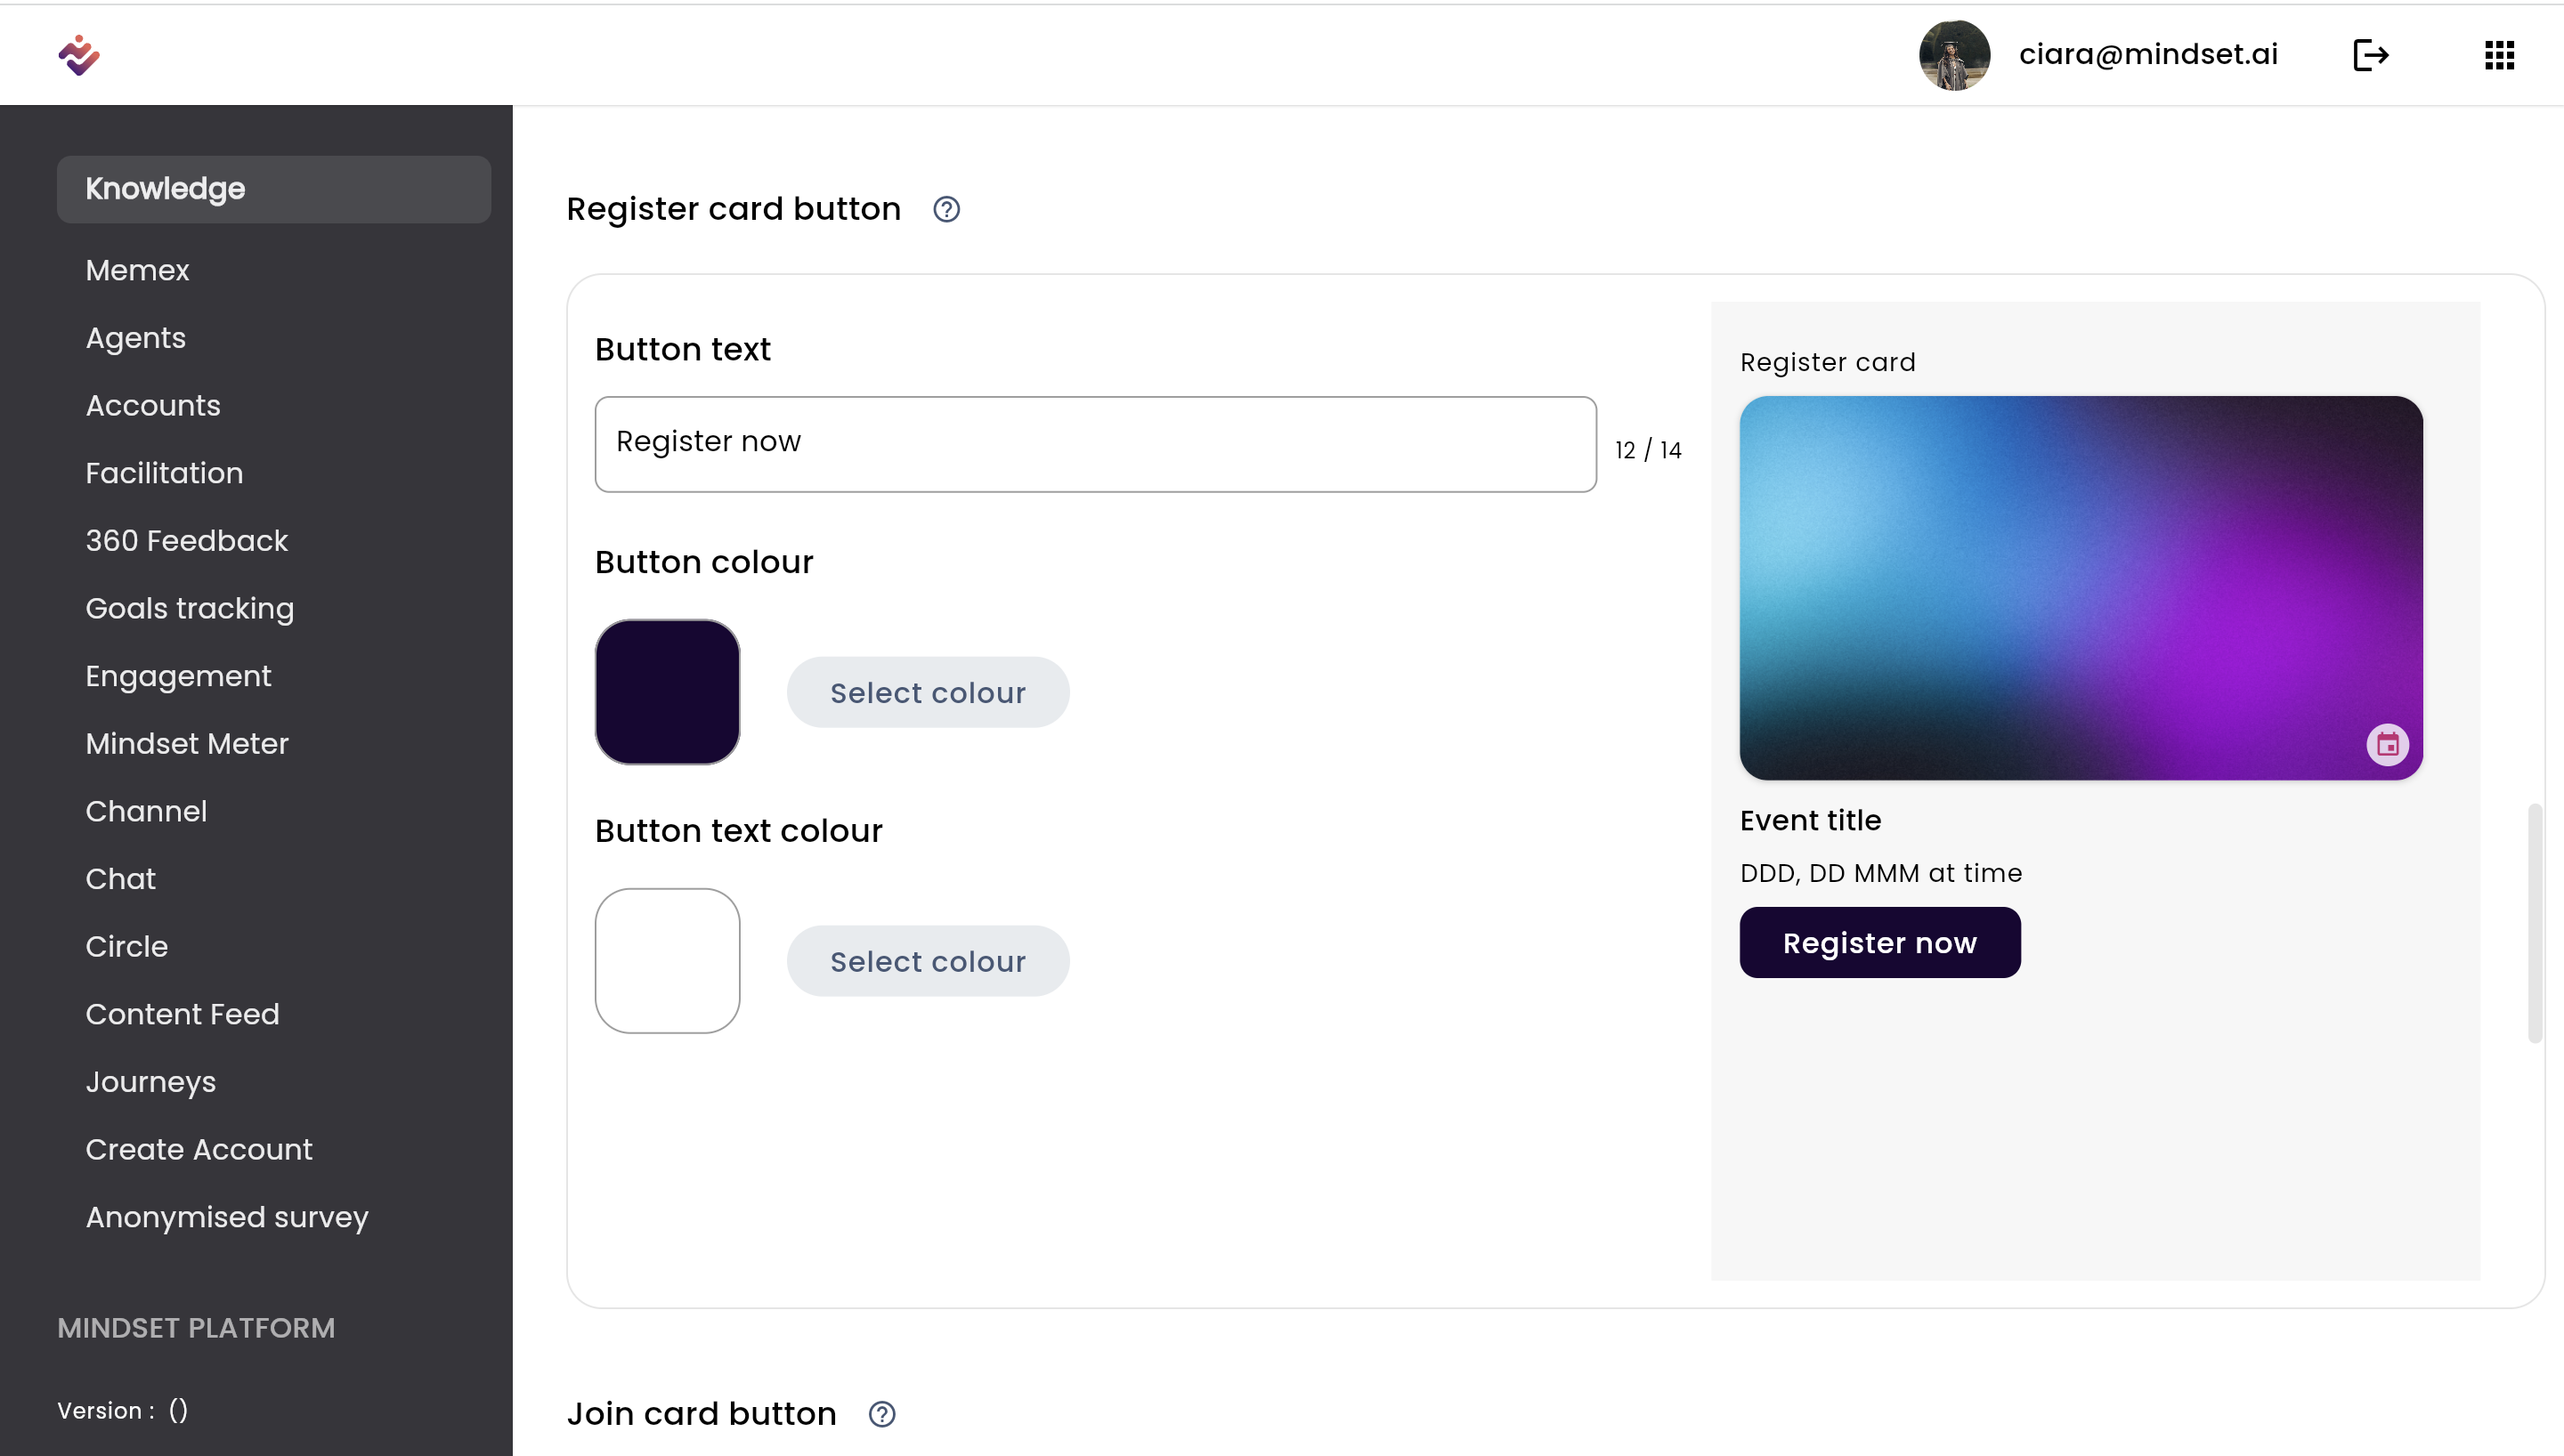 ciara@mindset.ai
Knowledge
Memex
Agents
Accounts
Facilitation
360 Feedback
Goals tracking
Engagement
Mindset Meter
Channel
Chat
Circle
Content Feed
Journeys
Create Account
Anonymised survey
MINDSET PLATFORM
Version : ()
Register card button
Button text
Register now
12 / 14
Button colour
Select colour
Button text colour
Select colour
Register card
Event title
DDD, DD MMM at time
Register now
Join card button